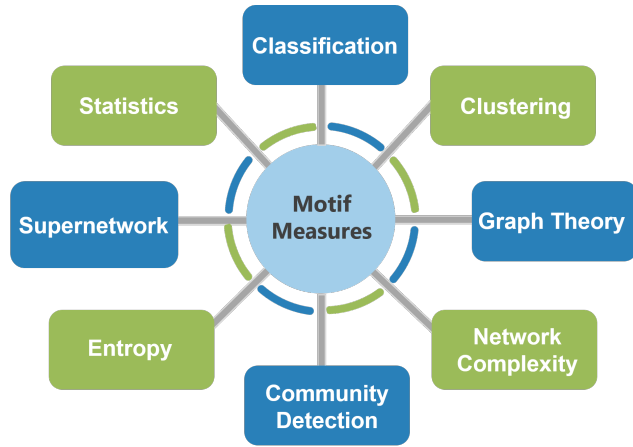 Classification
Statistics
Clustering
Motif
Measures
Supernetwork
Graph Theory
Entropy
Network
Complexity
Community
Detection